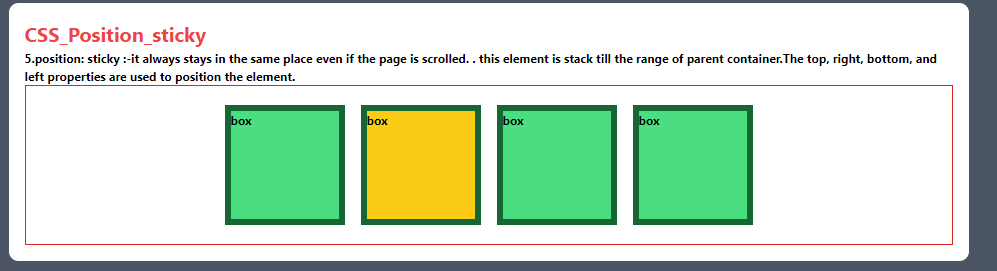 CSS_Position_sticky
5.position: sticky :-it always stays in the same place even if the page is scrolled. . this element is stack till the range of parent container.The top, right, bottom, and
left properties are used to position the element.
box box box box